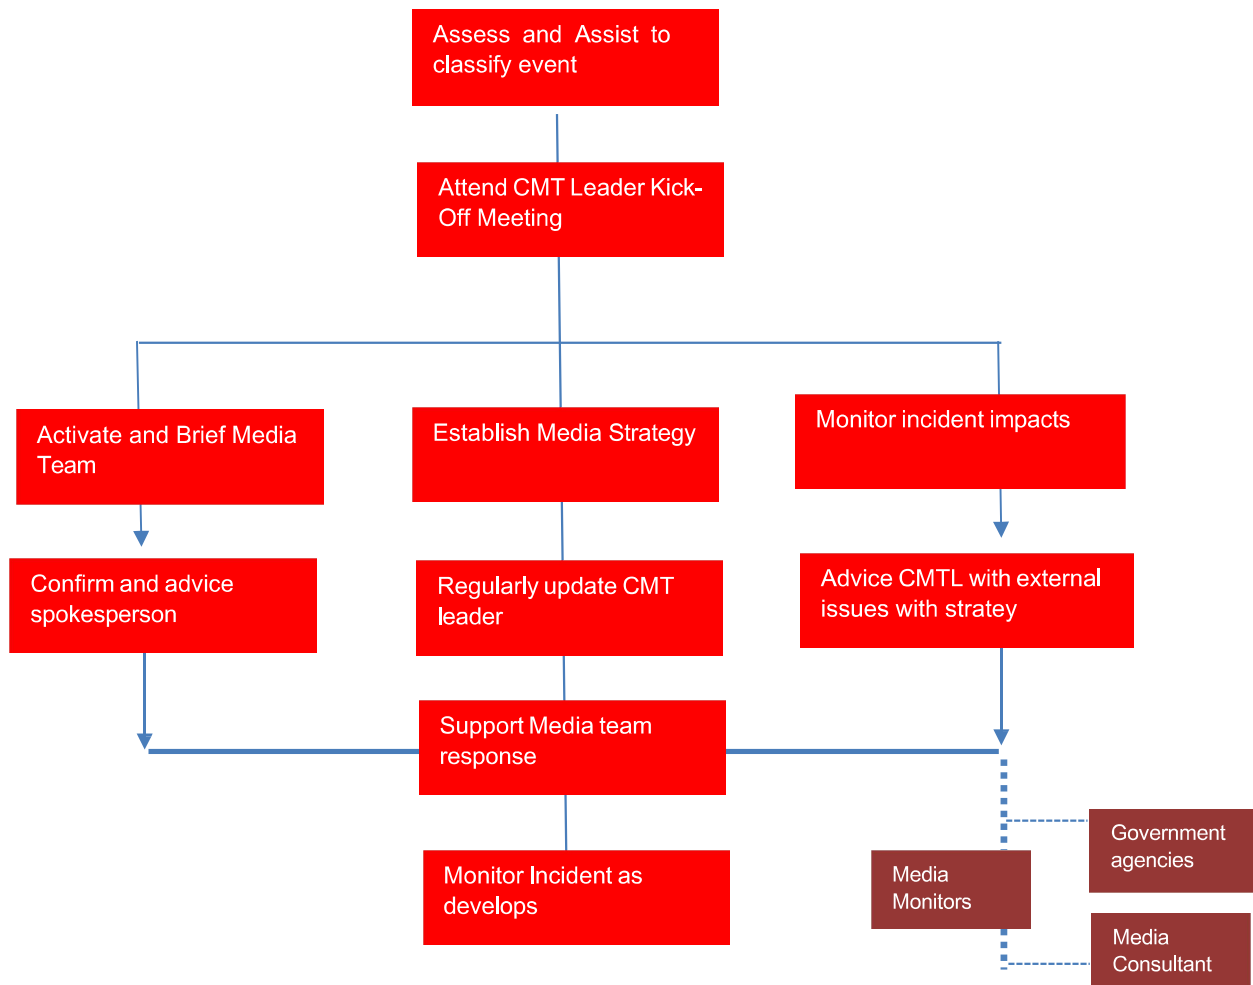 Assess and Assist to
classify event
Attend CMT Leader Kick-
Off Meeting
Activate and Brief Media
Team
Establish Media Strategy
Monitor incident impacts
Confirm and advice
spokesperson
Regularly update CMT
leader
Advice CMTL with external
issues with stratey
Support Media team
response
Monitor Incident as
develops
Media
Monitors
Government
agencies
Media
Consultant